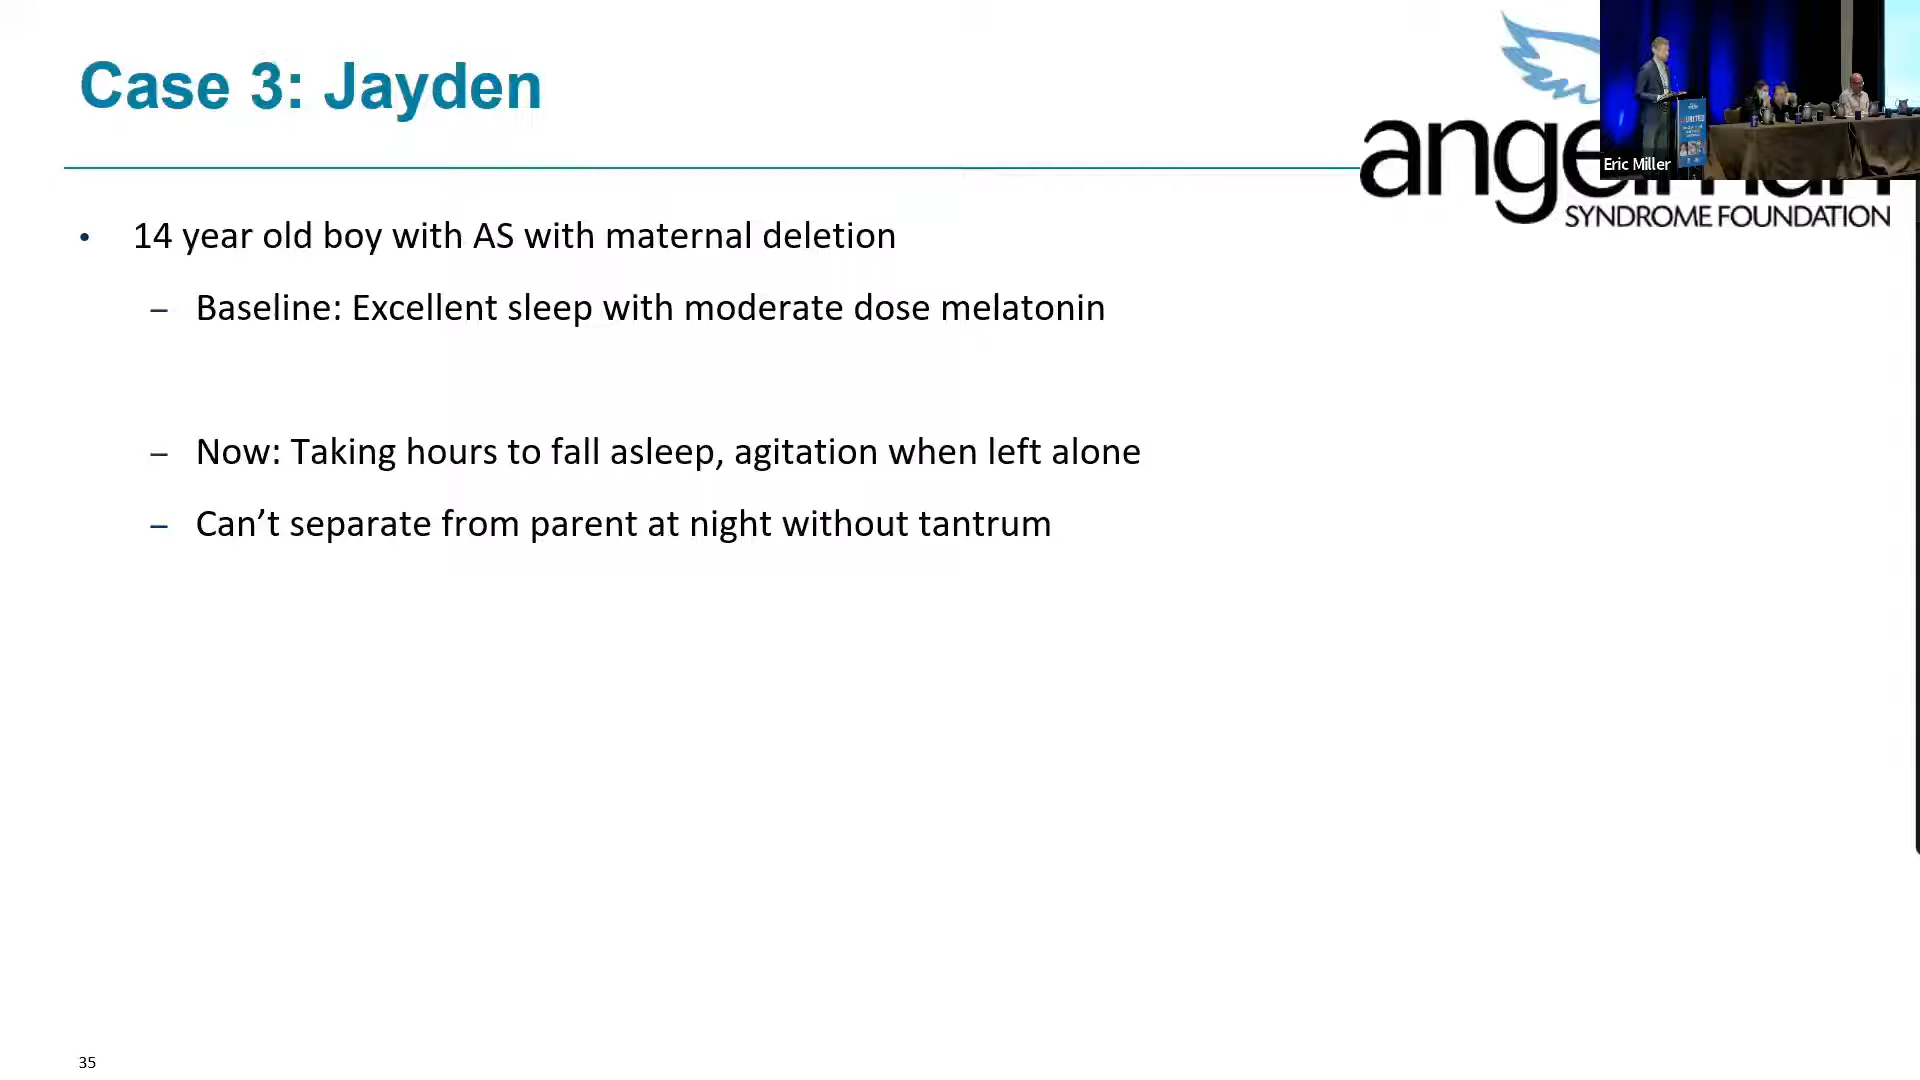 Case 3: Jayden
Eric Miller
SYNDROME FOUNDATION
• 14 year old boy with AS with maternal deletion
– Baseline: Excellent sleep with moderate dose melatonin
– Now: Taking hours to fall asleep, agitation when left alone
– Can’t separate from parent at night without tantrum
35